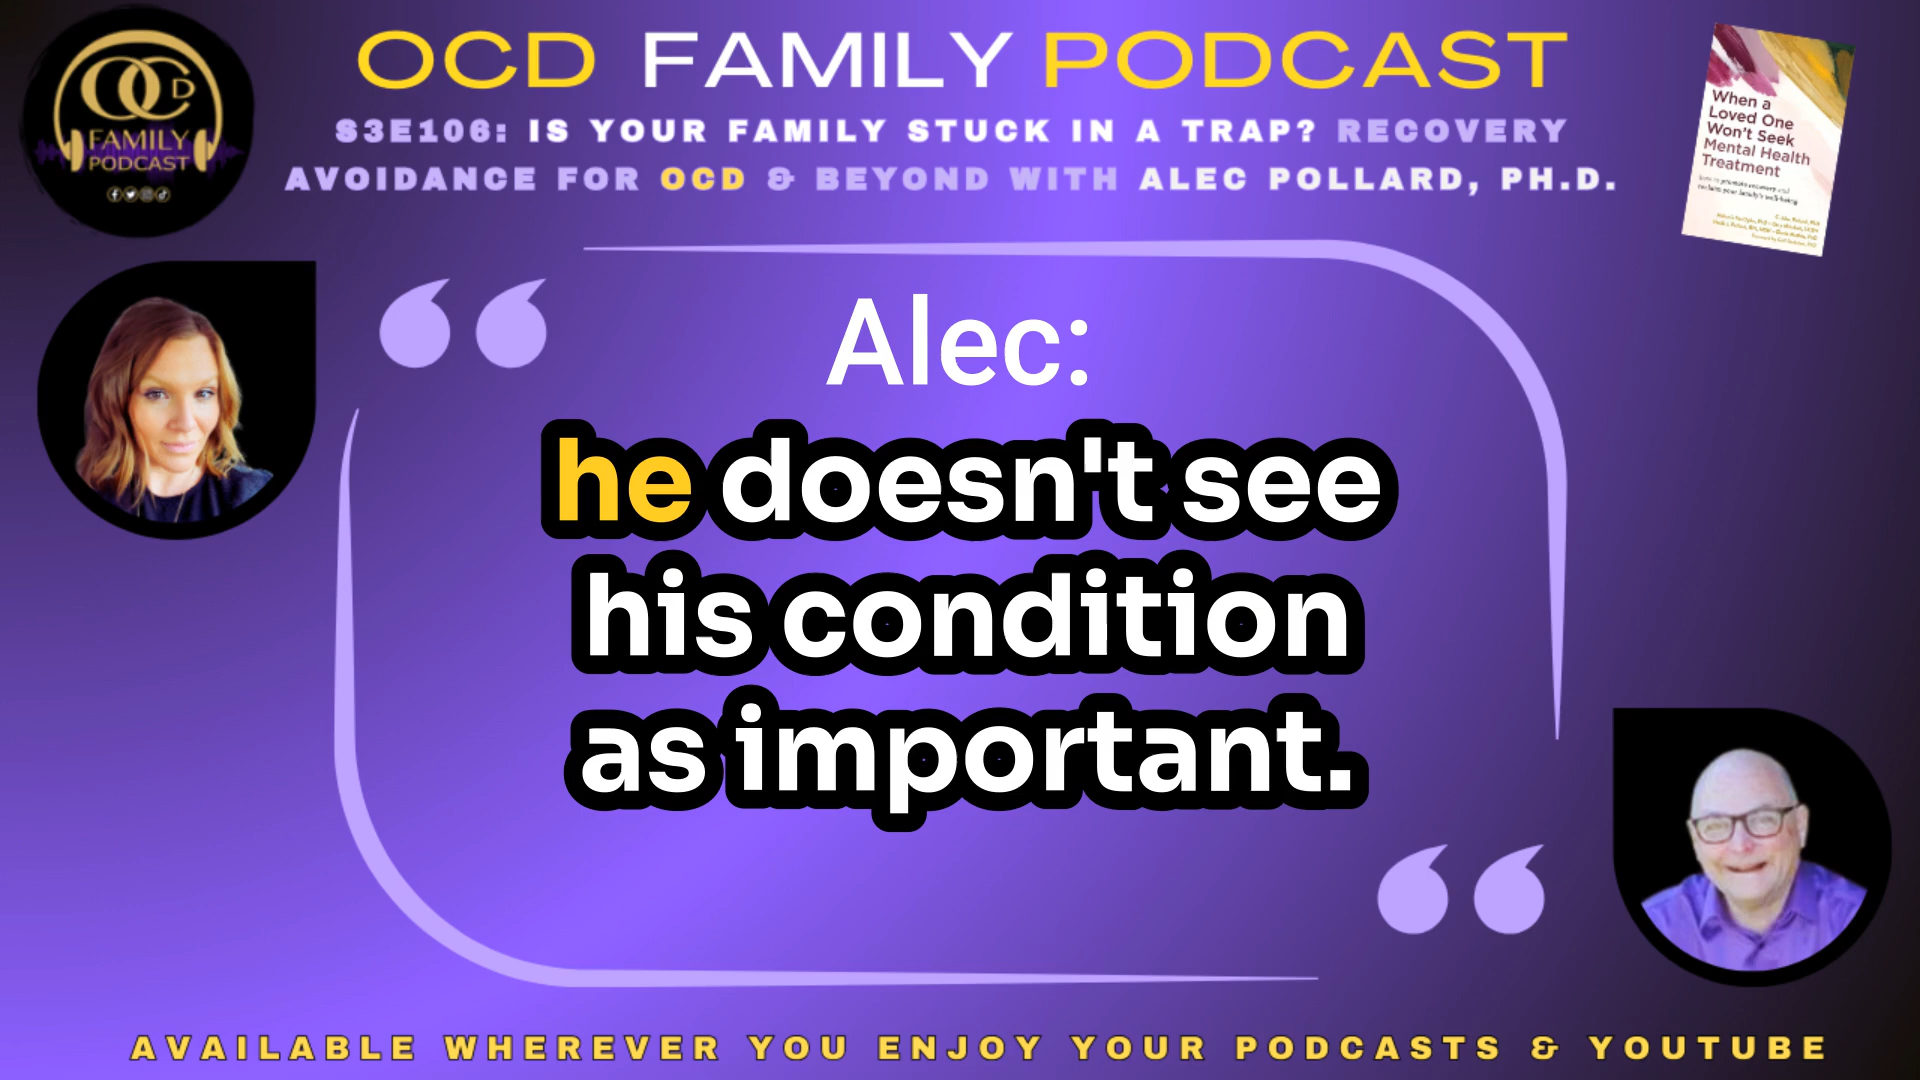 OCD FAMILY PODCAST
S3E106: IS YOUR FAMILY STUCK IN A TRAP? RECOVERY
AVOIDANCE FOR OCD & BEYOND WITH ALEC POLLARD, PH.D.
OCD
FAMILY
PODCAST
When a
Loved One
Won't Seek
Mental Health
Treatment
“
Alec:
he doesn't see
his condition
as important.
“
AVAILABLE WHEREVER YOU ENJOY YOUR PODCASTS & YOUTUBE